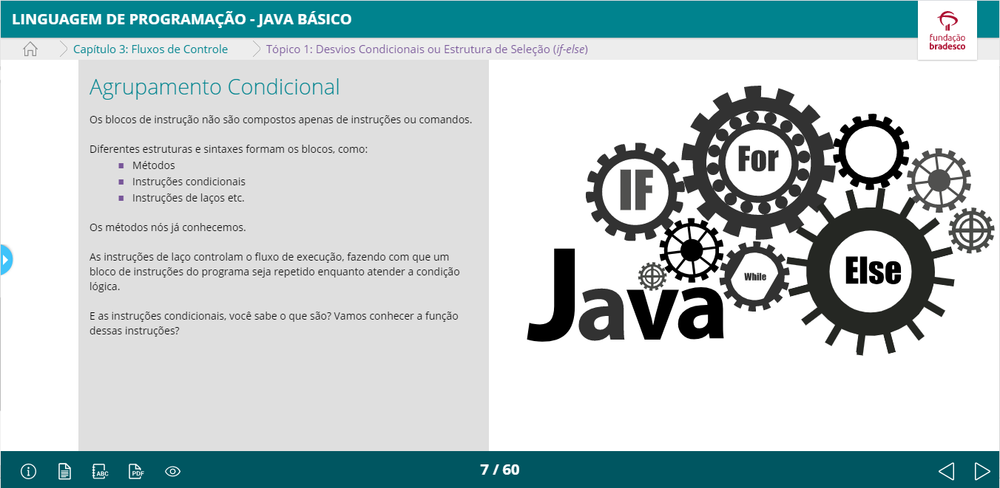 LINGUAGEM DE PROGRAMAÇÃO - JAVA BÁSICO
fundação
bradesco
Capítulo 3: Fluxos de Controle
Tópico 1: Desvios Condicionais ou Estrutura de Seleção (if-else)
Agrupamento Condicional
Os blocos de instrução não são compostos apenas de instruções ou comandos.
Diferentes estruturas e sintaxes formam os blocos, como:
Métodos
Instruções condicionais
Instruções de laços etc.
Os métodos nós já conhecemos.
As instruções de laço controlam o fluxo de execução, fazendo com que um
bloco de instruções do programa seja repetido enquanto atender a condição
lógica.
E as instruções condicionais, você sabe o que são? Vamos conhecer a função
dessas instruções?
IF
For
While
Else
Java
ABC
PDF
7 / 60